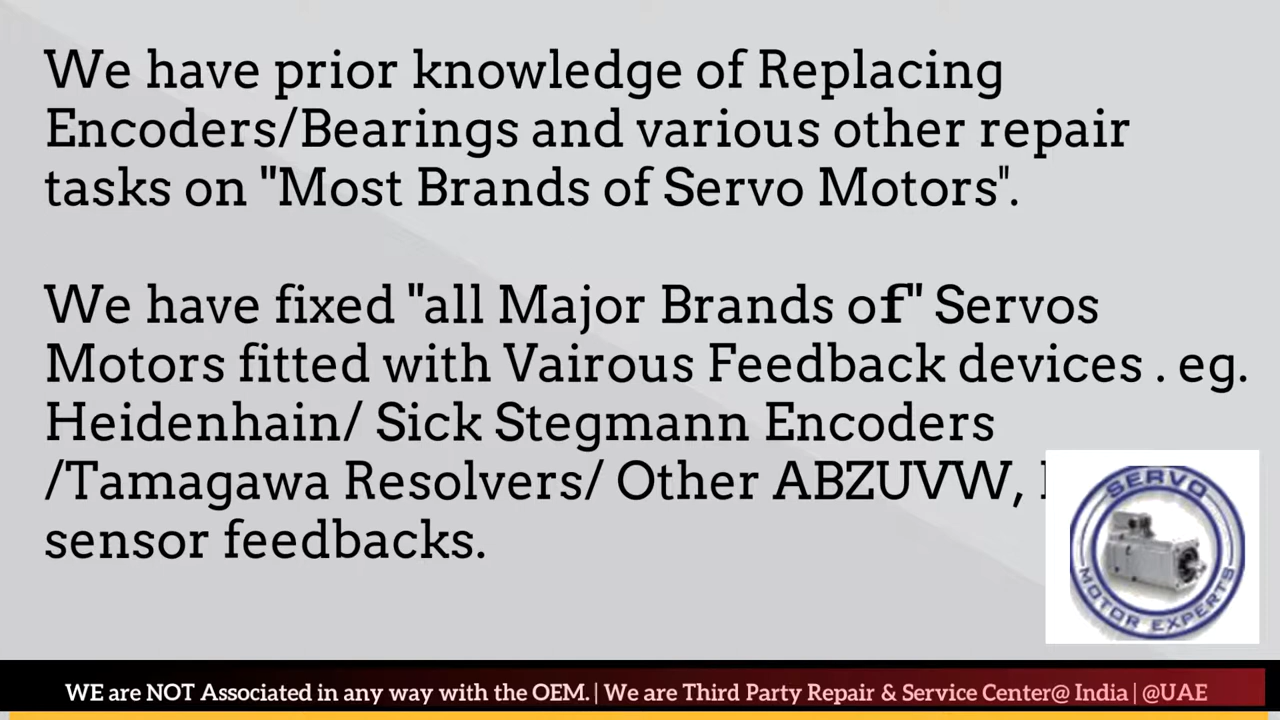 We have prior knowledge of Replacing
Encoders/Bearings and various other repair
tasks on "Most Brands of Servo Motors".
We have fixed "all Major Brands of" Servos
Motors fitted with Vairous Feedback devices . eg.
Heidenhain/ Sick Stegmann Encoders
/Tamagawa Resolvers/ Other ABZUVW,
sensor feedbacks.
SERVO
MOTOR EXPERTS
WE are NOT Associated in any way with the OEM. | We are Third Party Repair & Service Center@ India | @UAE